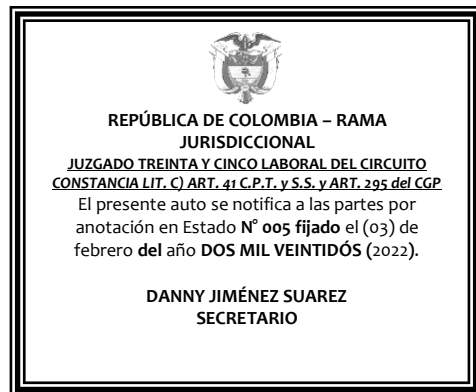 REPÚBLICA DE COLOMBIA – RAMA
JURISDICCIONAL
JUZGADO TREINTA Y CINCO LABORAL DEL CIRCUITO
CONSTANCIA LIT. C) ART. 41 C.P.T. y S.S. y ART. 295 del CGP
El presente auto se notifica a las partes por
anotación en Estado N° 005 fijado el (03) de
febrero del año DOS MIL VEINTIDÓS (2022).
DANNY JIMÉNEZ SUAREZ
SECRETARIO